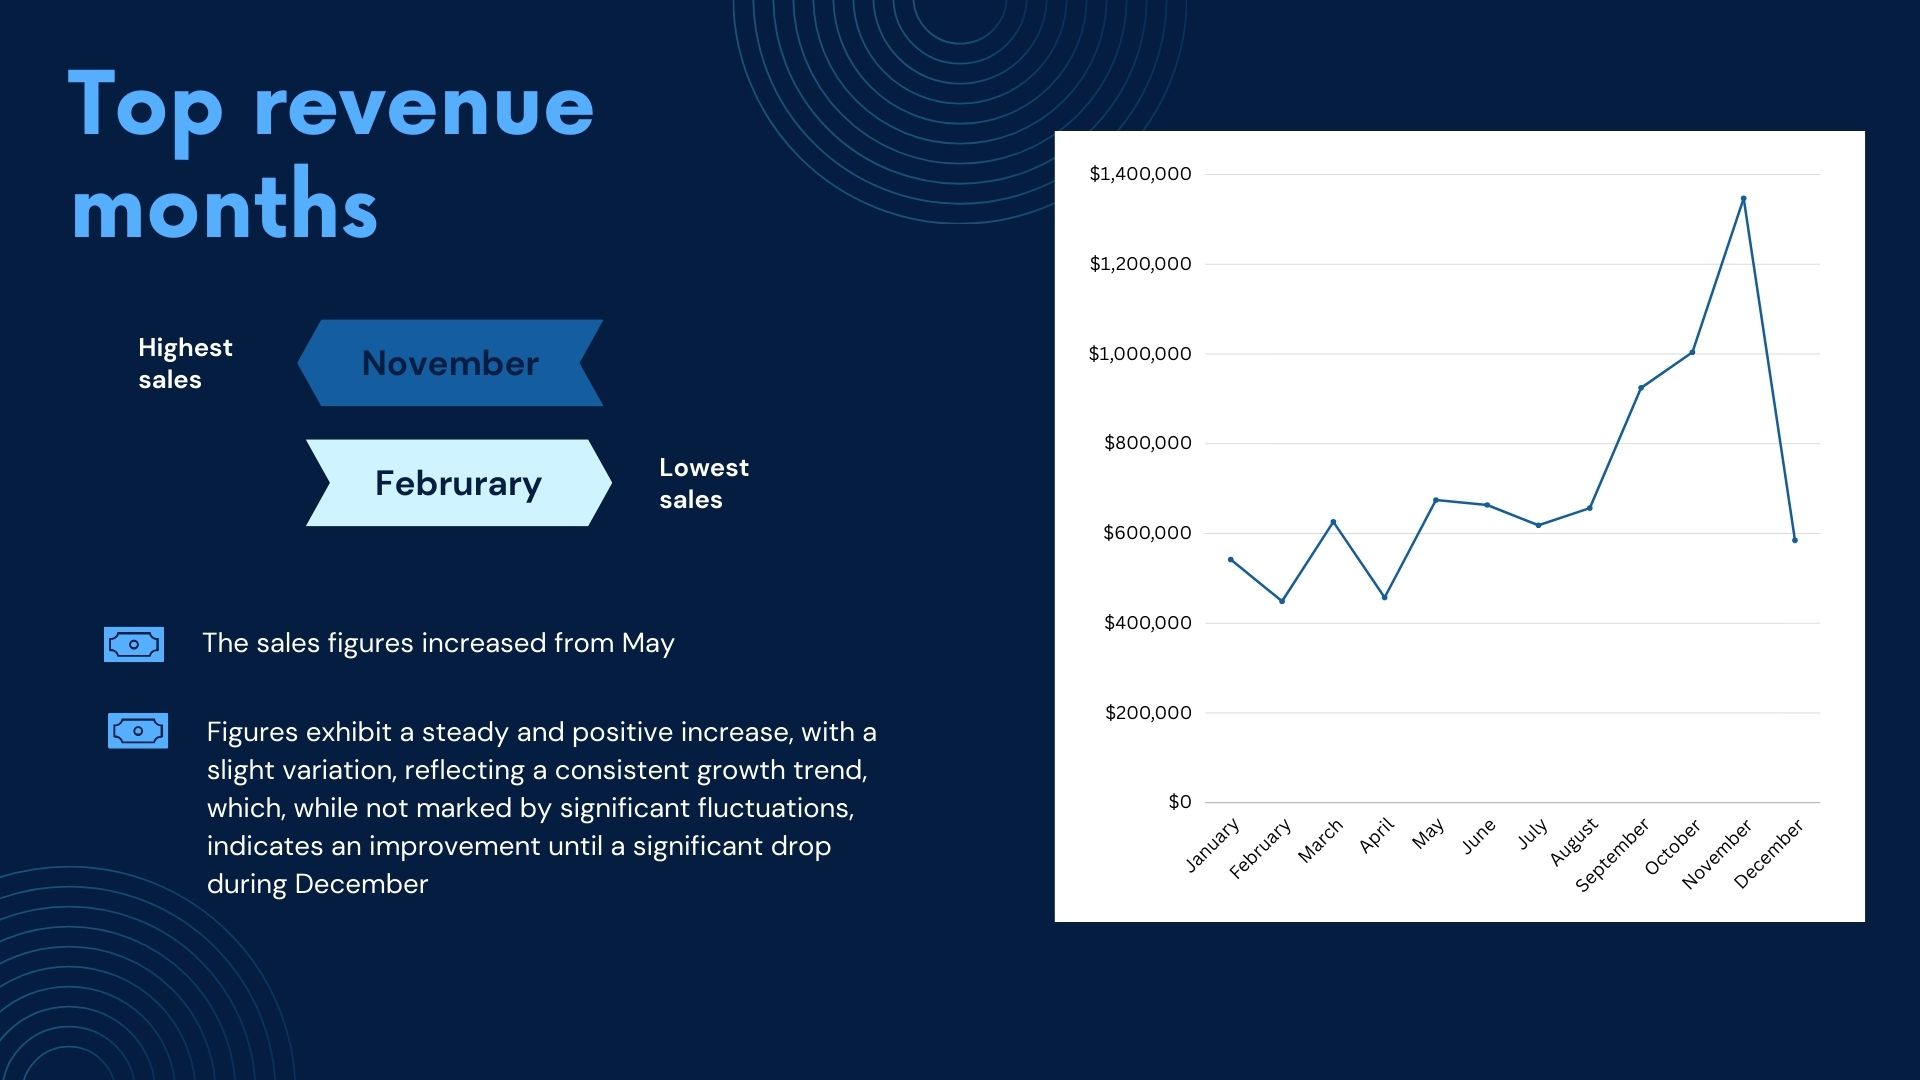 Top revenue
months
Highest
sales
November
Februrary
Lowest
sales
The sales figures increased from May
Figures exhibit a steady and positive increase, with a
slight variation, reflecting a consistent growth trend,
which, while not marked by significant fluctuations,
indicates an improvement until a significant drop
during December
$1,400,000
$1,200,000
$1,000,000
$800,000
$600,000
$400,000
$200,000
$0
January
February
March
April
May
June
July
August
September
October
November
December